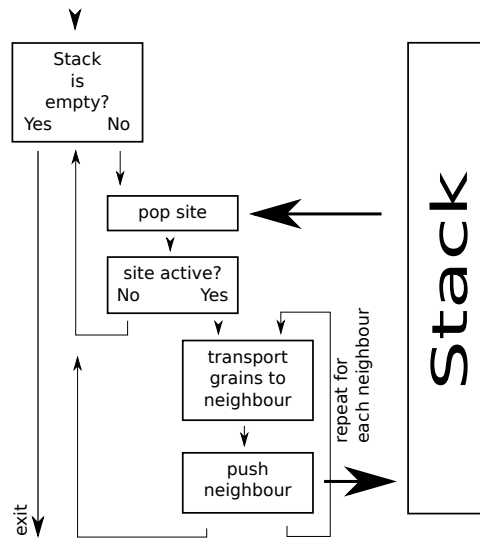 Stack
is
empty?
Yes No
pop site
site active?
No Yes
transport
grains to
neighbour
push
neighbour
repeat for
each neighbour
exit
Stack